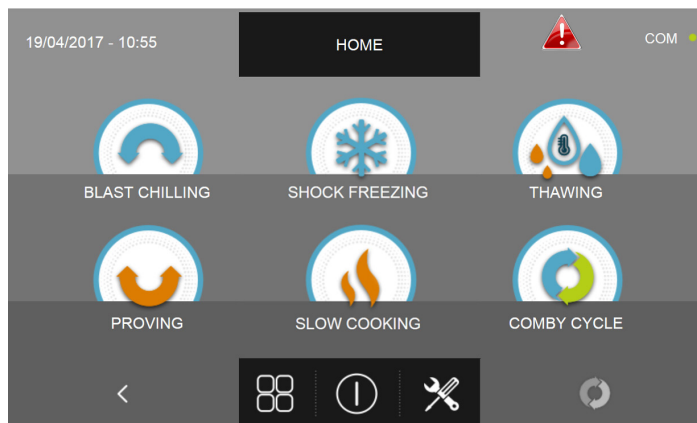 19/04/2017 - 10:55
HOME
COM
BLAST CHILLING
SHOCK FREEZING
THAWING
PROVING
SLOW COOKING
COMBY CYCLE